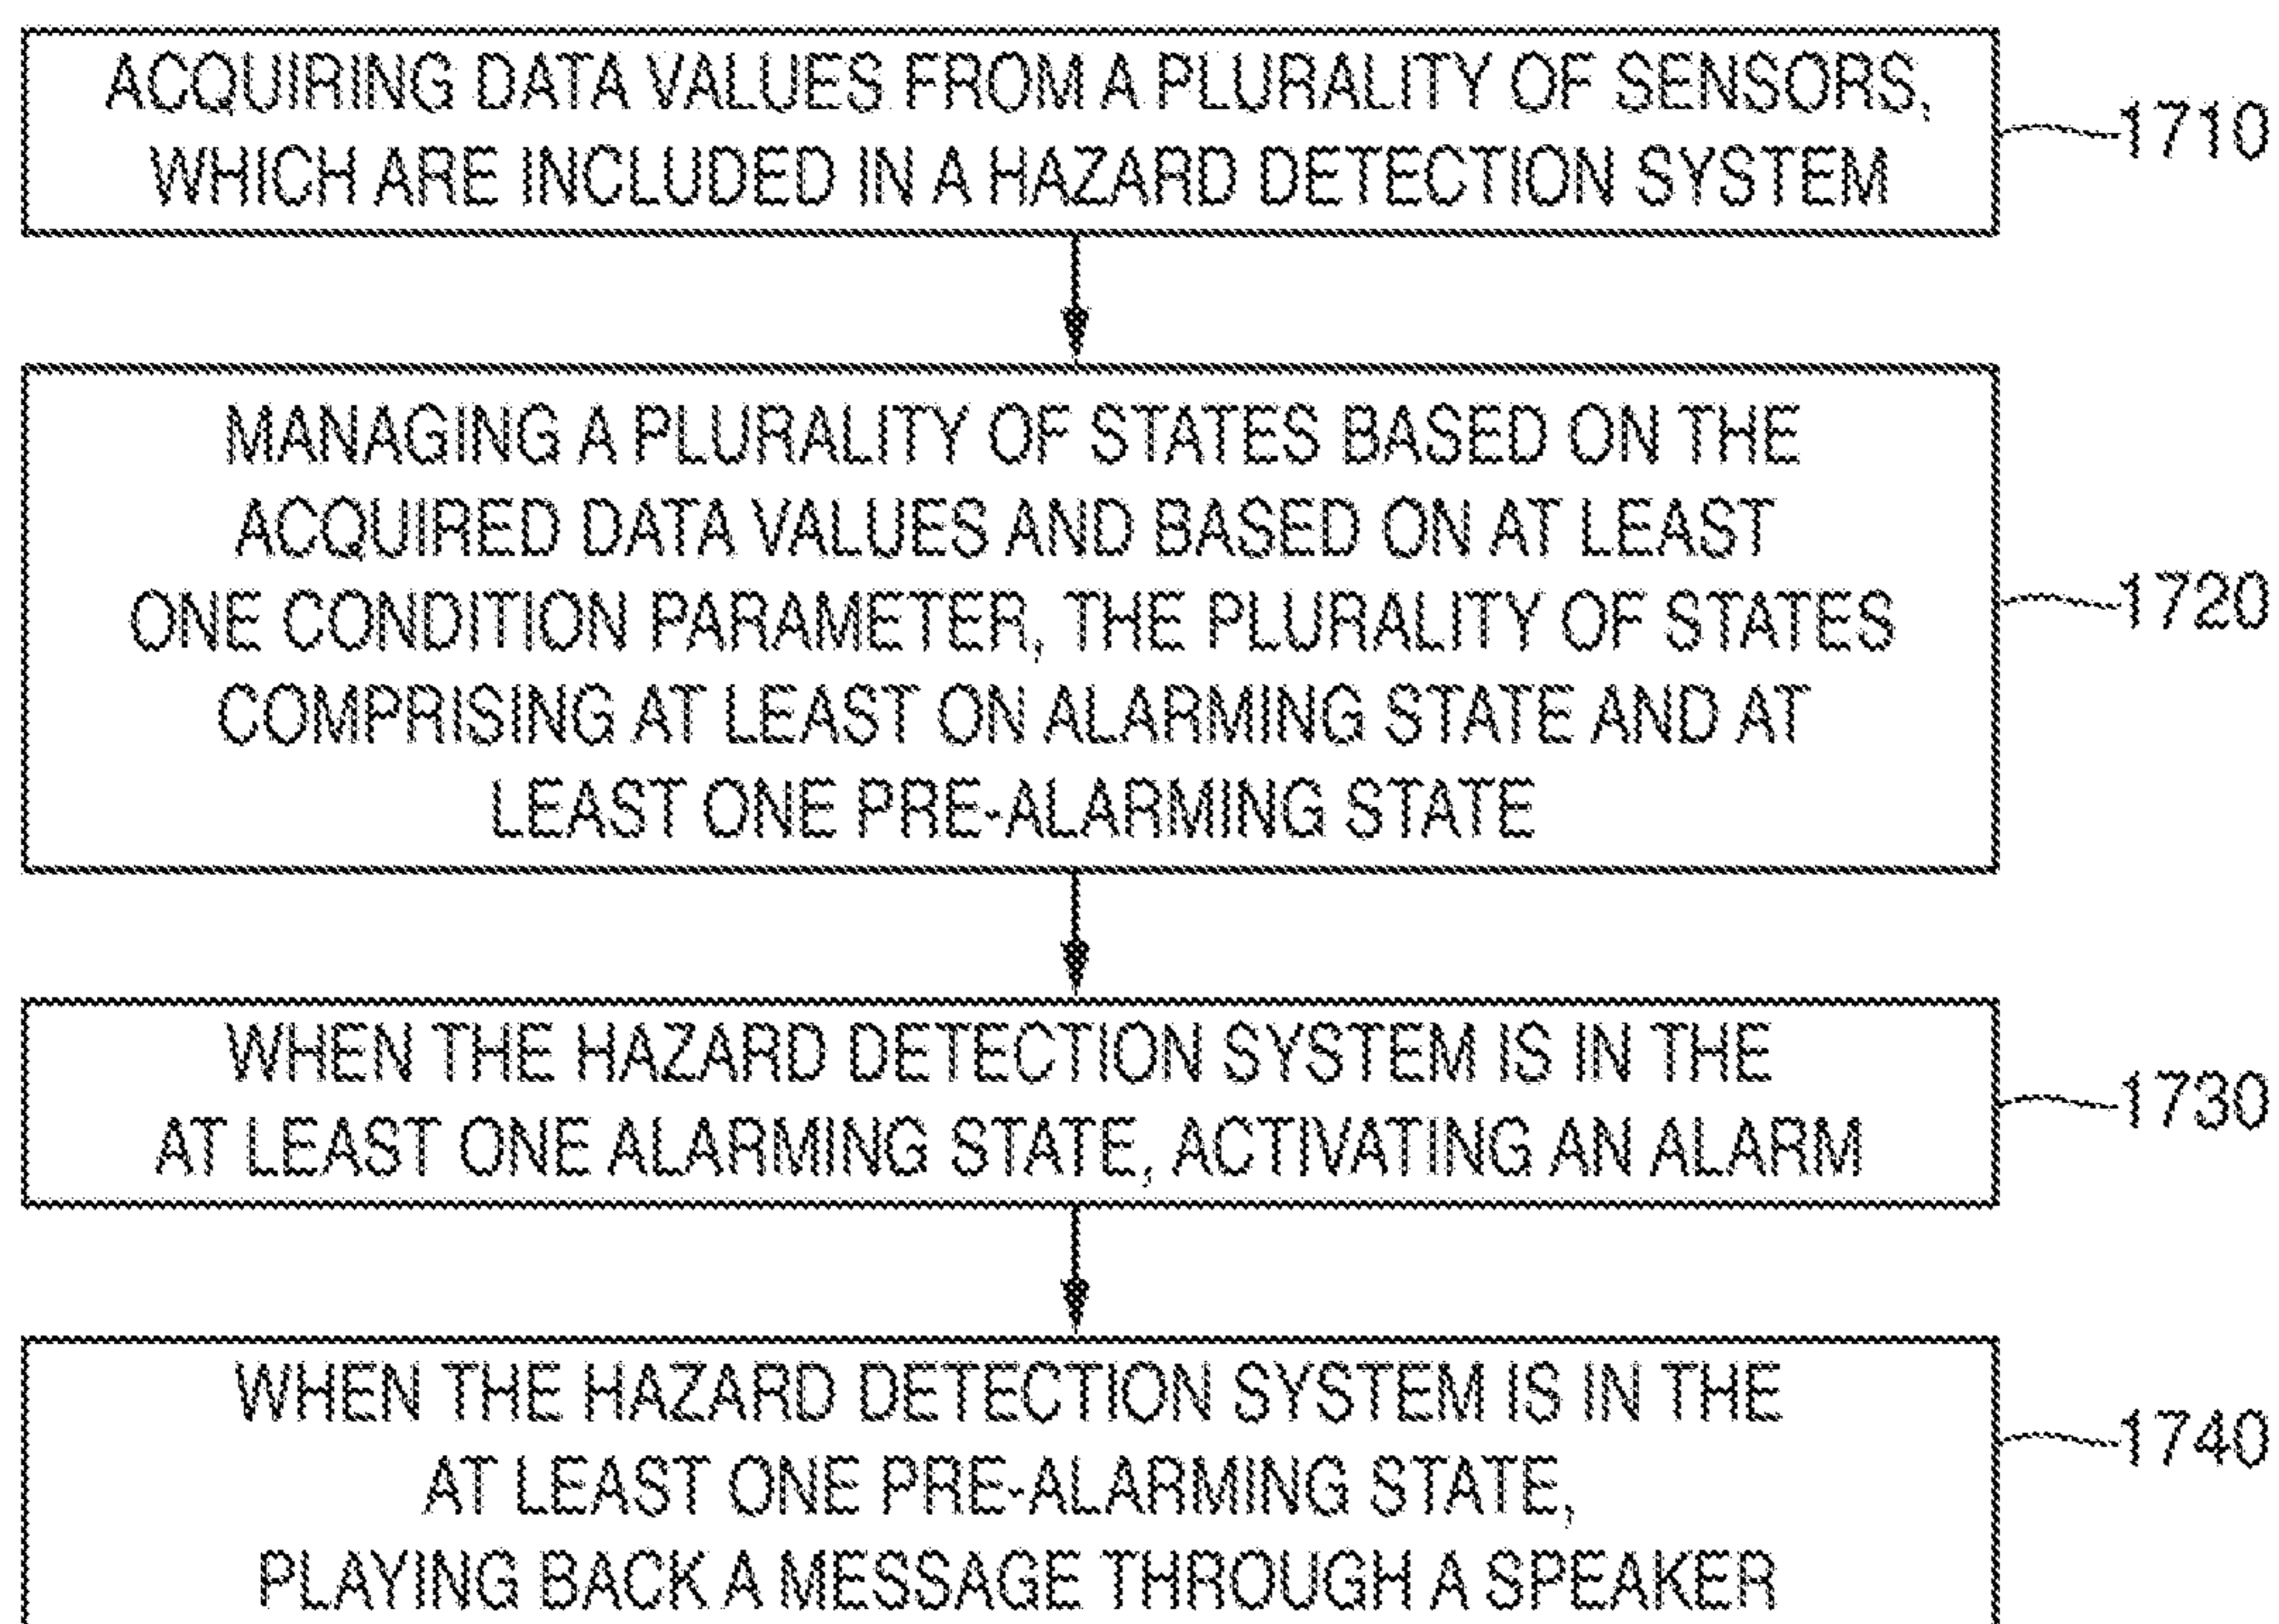 ACQUIRING DATA VALUES FROM A PLURALITY OF SENSORS,
WHICH ARE INCLUDED IN A HAZARD DETECTION SYSTEM
1710
MANAGING A PLURALITY OF STATES BASED ON THE
ACQUIRED DATA VALUES AND BASED ON AT LEAST
ONE CONDITION PARAMETER, THE PLURALITY OF STATES
COMPRISING AT LEAST ON ALARMING STATE AND AT
LEAST ONE PRE-ALARMING STATE
1720
WHEN THE HAZARD DETECTION SYSTEM IS IN THE
AT LEAST ONE ALARMING STATE, ACTIVATING AN ALARM
1730
WHEN THE HAZARD DETECTION SYSTEM IS IN THE
AT LEAST ONE PRE-ALARMING STATE,
PLAYING BACK A MESSAGE THROUGH A SPEAKER
1740